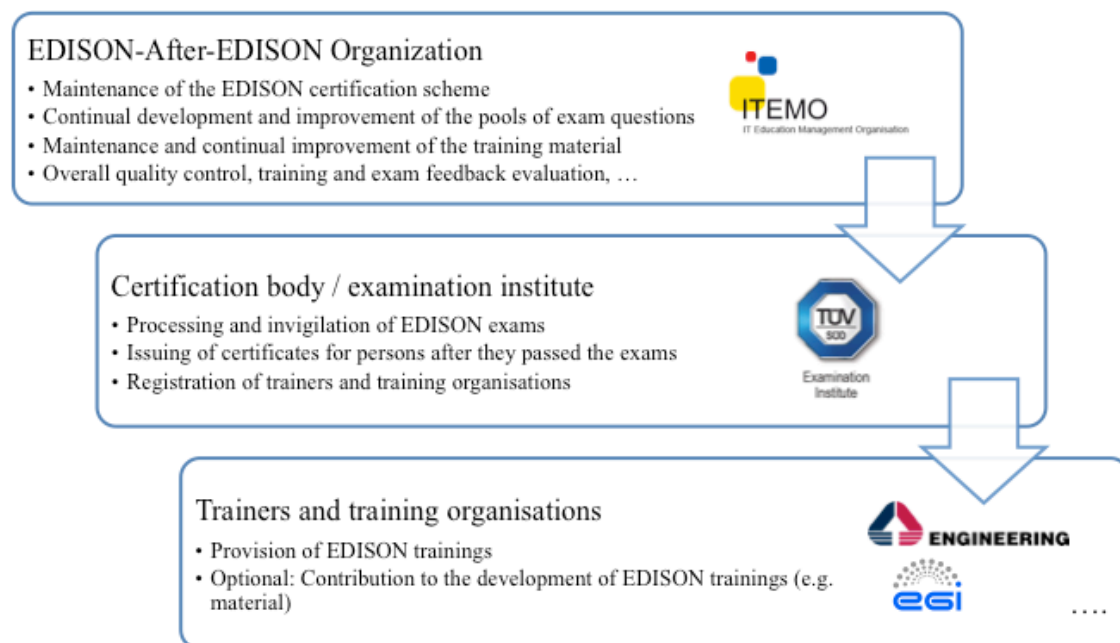 EDISON-After-EDISON Organization
• Maintenance of the EDISON certification scheme
• Continual development and improvement of the pools of exam questions
• Maintenance and continual improvement of the training material
• Overall quality control, training and exam feedback evaluation, …
ITEMO
IT Education Management Organisation
Certification body / examination institute
• Processing and invigilation of EDISON exams
• Issuing of certificates for persons after they passed the exams
• Registration of trainers and training organisations
TÜV
SÜD
Examination
Institute
Trainers and training organisations
• Provision of EDISON trainings
• Optional: Contribution to the development of EDISON trainings (e.g.
material)
ENGINEERING
egi
....